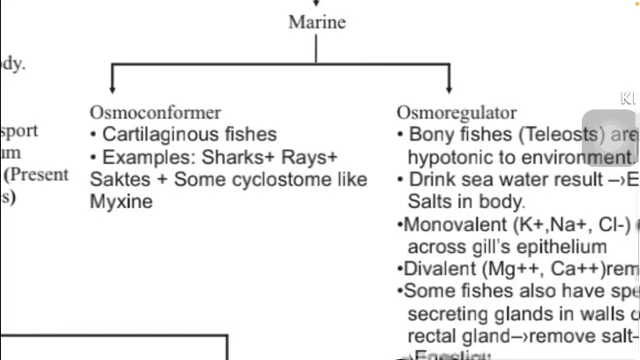 Marine
dy.
sport
um
(Present
s)
Osmoconformer
• Cartilaginous fishes
• Examples: Sharks+ Rays+
Saktes + Some cyclostome like
Myxine
Osmoregulator
• Bony fishes (Teleosts) are
hypotonic to environment.
• Drink sea water result –›E
Salts in body.
•Monovalent (K+,Na+, Cl-)
across gill's epithelium
•Divalent (Mg++, Ca++)rem
•Some fishes also have spe
secreting glands in walls o
rectal gland–›remove salt–